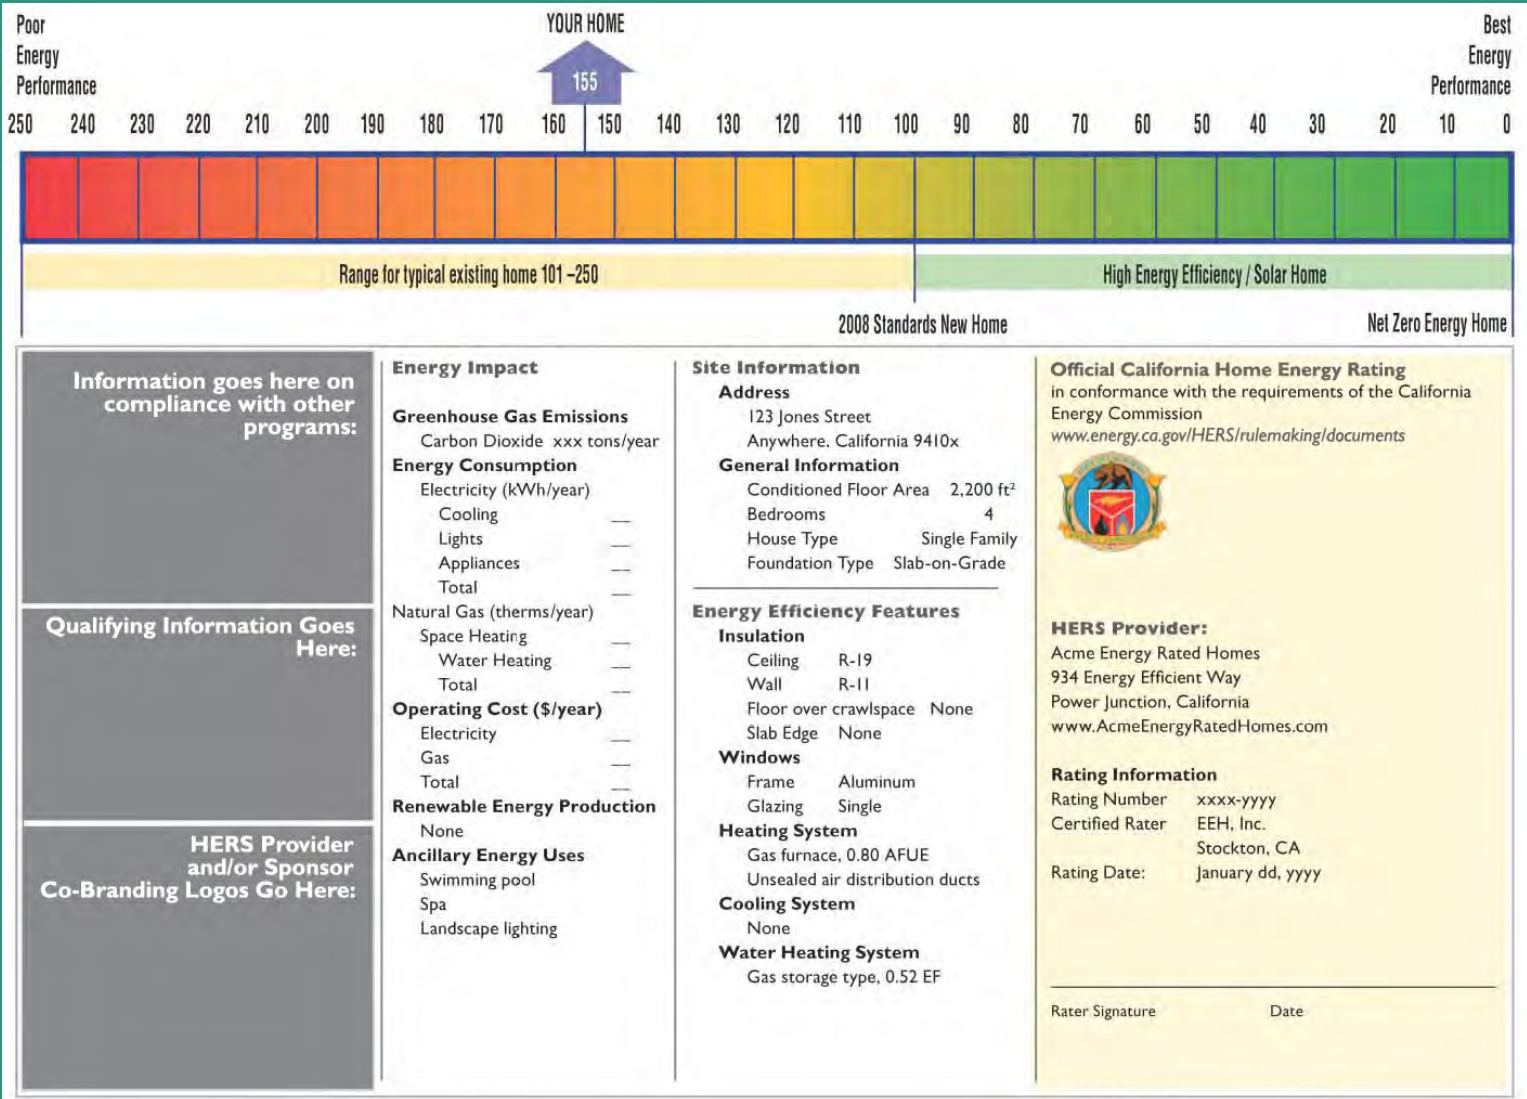 Poor
Energy
Performance
YOUR HOME
155
Best
Energy
Performance
250 240 230 220 210 200 190 180 170 160 150 140 130 120 110 100 90 80 70 60 50 40 30 20 10 0
Range for typical existing home 101 –250
High Energy Efficiency / Solar Home
2008 Standards New Home
Net Zero Energy Home
Information goes here on
compliance with other
programs:
Qualifying Information Goes
Here:
HERS Provider
and/or Sponsor
Co-Branding Logos Go Here:
Energy Impact
Greenhouse Gas Emissions
Carbon Dioxide xxx tons/year
Energy Consumption
Electricity (kWh/year)
Cooling __
Lights __
Appliances __
Total __
Natural Gas (therms/year)
Space Heating __
Water Heating __
Total __
Operating Cost ($/year)
Electricity __
Gas __
Total __
Renewable Energy Production
None
Ancillary Energy Uses
Swimming pool
Spa
Landscape lighting
Site Information
Address
123 Jones Street
Anywhere, California 9410x
General Information
Conditioned Floor Area 2,200 ft²
Bedrooms 4
House Type Single Family
Foundation Type Slab-on-Grade
Energy Efficiency Features
Insulation
Ceiling R-19
Wall R-11
Floor over crawlspace None
Slab Edge None
Windows
Frame Aluminum
Glazing Single
Heating System
Gas furnace, 0.80 AFUE
Unsealed air distribution ducts
Cooling System
None
Water Heating System
Gas storage type, 0.52 EF
Official California Home Energy Rating
in conformance with the requirements of the California
Energy Commission
www.energy.ca.gov/HERS/rulemaking/documents
HERS Provider:
Acme Energy Rated Homes
934 Energy Efficient Way
Power Junction, California
www.AcmeEnergyRatedHomes.com
Rating Information
Rating Number xxxx-yyyy
Certified Rater EEH, Inc.
Stockton, CA
Rating Date: January dd, yyyy
Rater Signature Date